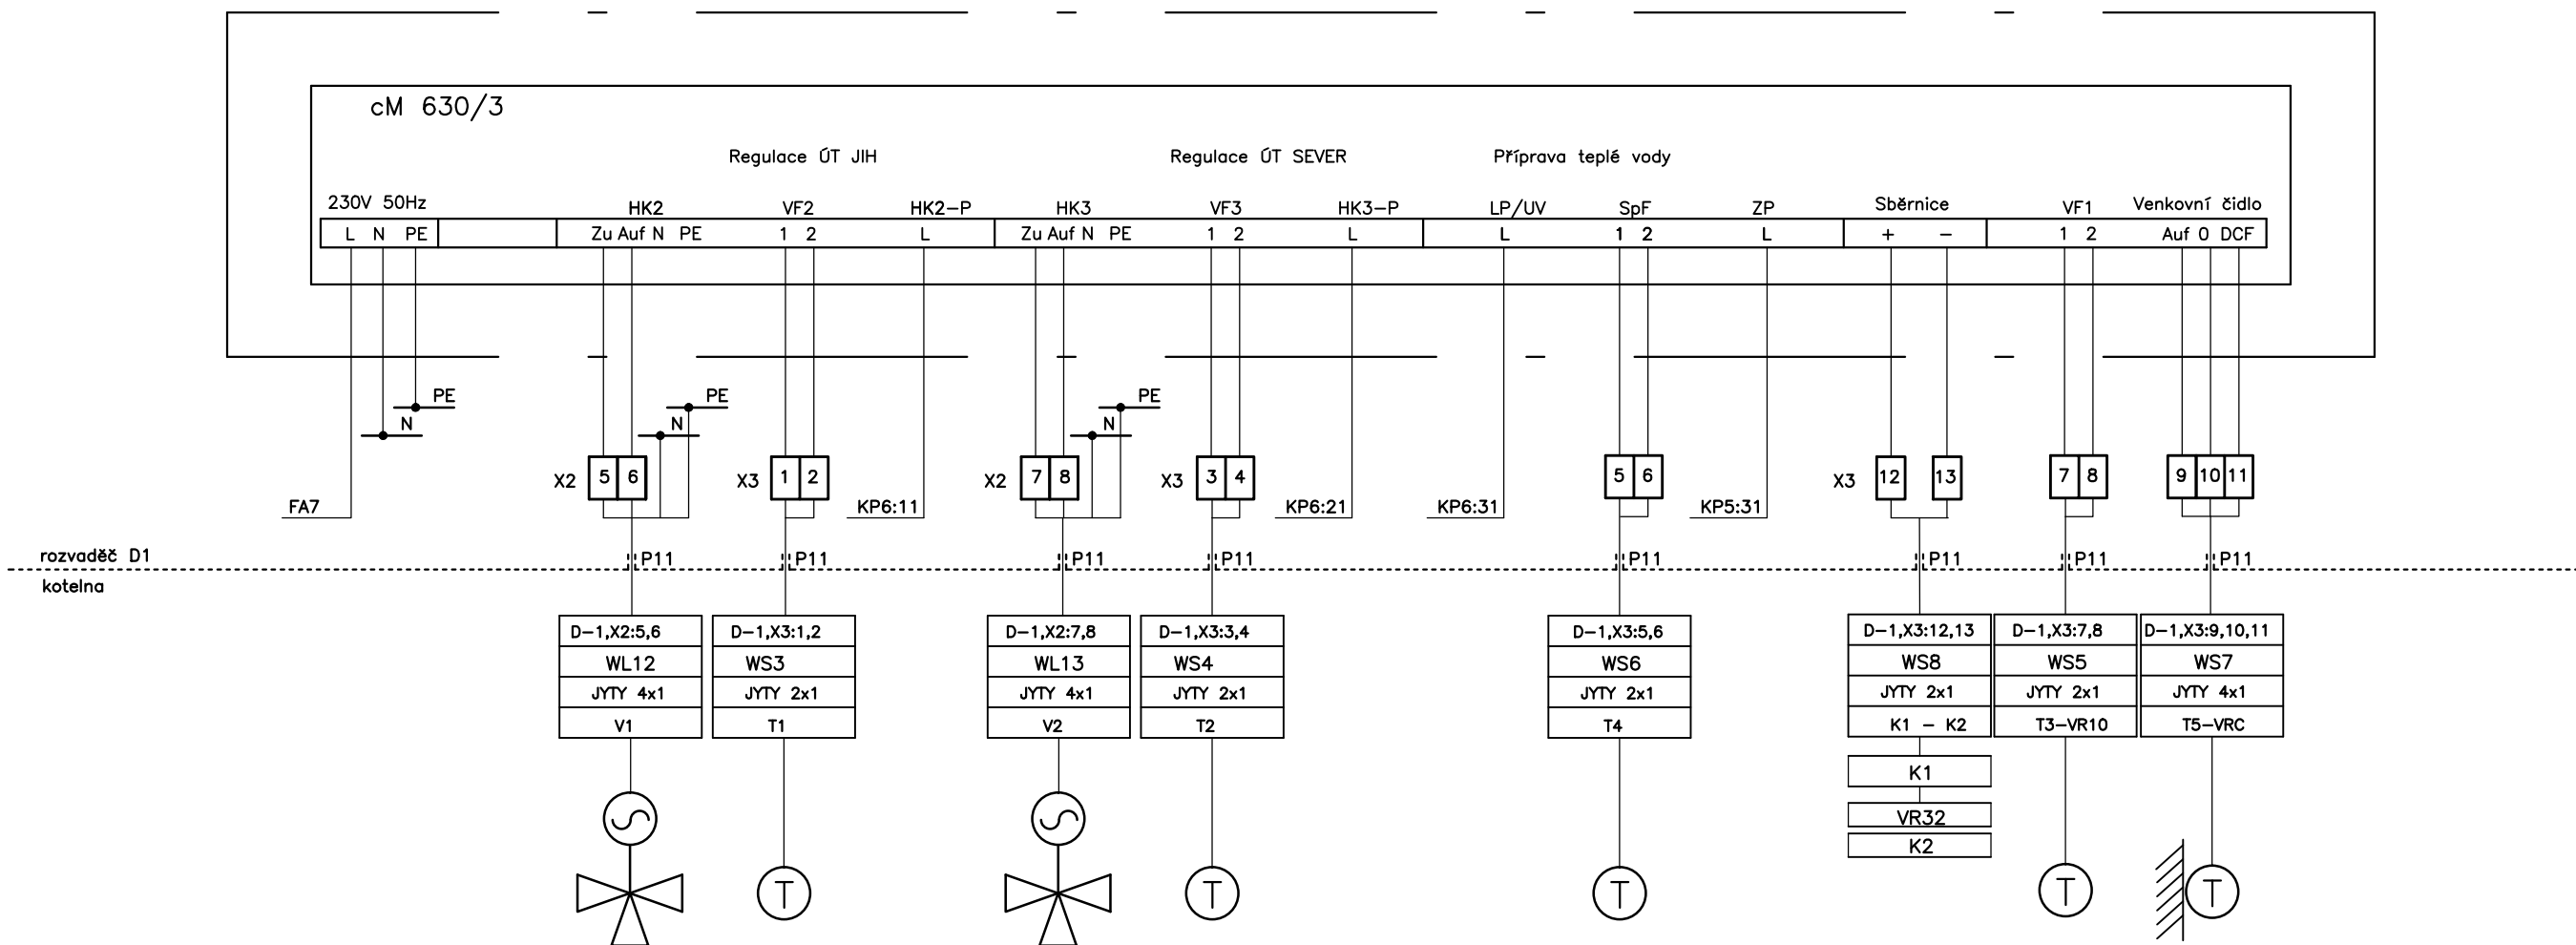 cM 630/3
Regulace ÚT JIH Regulace ÚT SEVER Příprava teplé vody
230V 50Hz HK2 VF2 HK2-P HK3 VF3 HK3-P LP/UV SpF ZP Sběrnice VF1 Venkovní čidlo
L N PE Zu Auf N PE 1 2 L Zu Auf N PE 1 2 L L 1 2 L + - 1 2 Auf 0 DCF
PE PE PE
N N N
X2 5 6 X3 1 2 X2 7 8 X3 3 4 5 6 X3 12 13 7 8 9 10 11
FA7 KP6:11 KP6:21 KP6:31 KP5:31
rozvaděč D1 P11 P11 P11 P11 P11 P11 P11 P11
kotelna
D-1,X2:5,6 D-1,X3:1,2 D-1,X2:7,8 D-1,X3:3,4 D-1,X3:5,6 D-1,X3:12,13 D-1,X3:7,8 D-1,X3:9,10,11
WL12 WS3 WL13 WS4 WS6 WS8 WS5 WS7
JYTY 4x1 JYTY 2x1 JYTY 4x1 JYTY 2x1 JYTY 2x1 JYTY 2x1 JYTY 2x1 JYTY 4x1
V1 T1 V2 T2 T4 K1 - K2 T3-VR10 T5-VRC
K1
VR32
K2
T T T T T